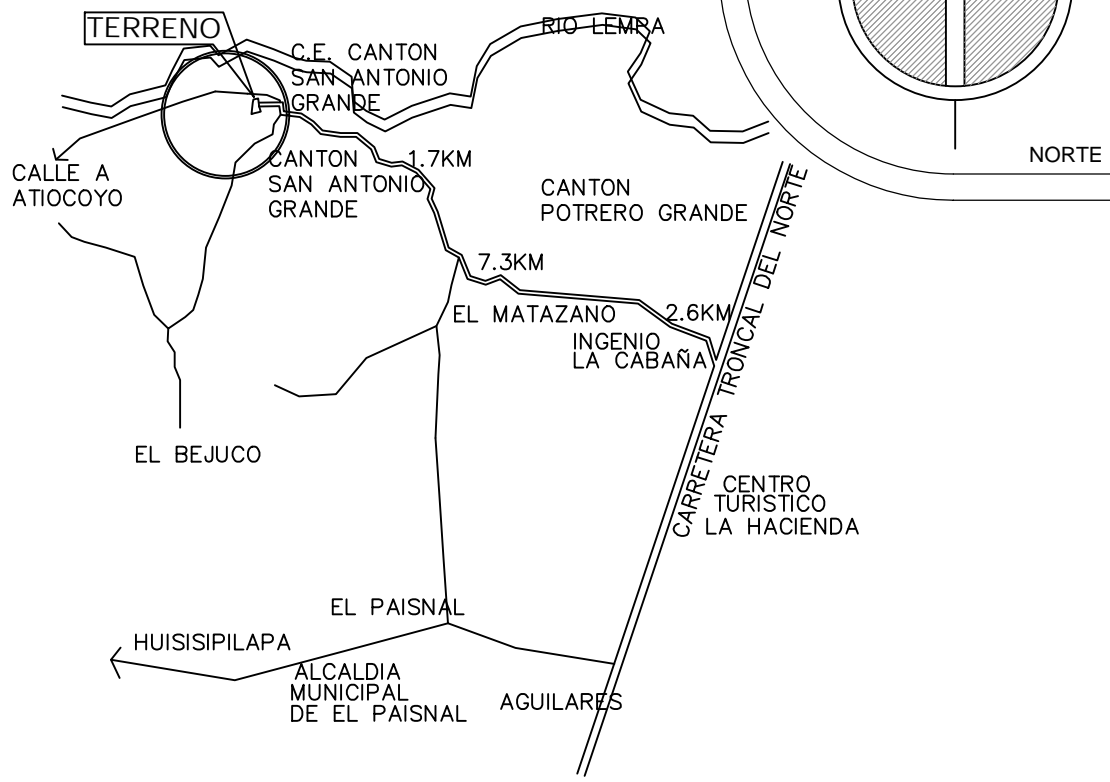 TERRENO
RIO LEMPA
C.E. CANTON
SAN ANTONIO
GRANDE
NORTE
CALLE A
ATIOCOYO
CANTON
SAN ANTONIO
GRANDE
1.7KM
CANTON
POTRERO GRANDE
7.3KM
EL MATAZANO
2.6KM
INGENIO
LA CABAÑA
CARRETERA TRONCAL DEL NORTE
EL BEJUCO
CENTRO
TURISTICO
LA HACIENDA
EL PAISNAL
HUISISIPILAPA
ALCALDIA
MUNICIPAL
DE EL PAISNAL
AGUILARES